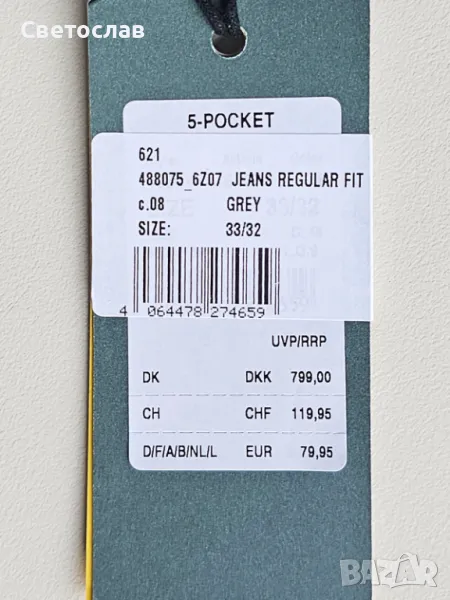 Светослав
5-POCKET
621
488075_6Z07 JEANS REGULAR FIT
c.08 GREY
SIZE: 33/32
4 064478 274659
UVP/RRP
DK DKK 799,00
CH CHF 119,95
D/F/A/B/NL/L EUR 79,95
BAZAR